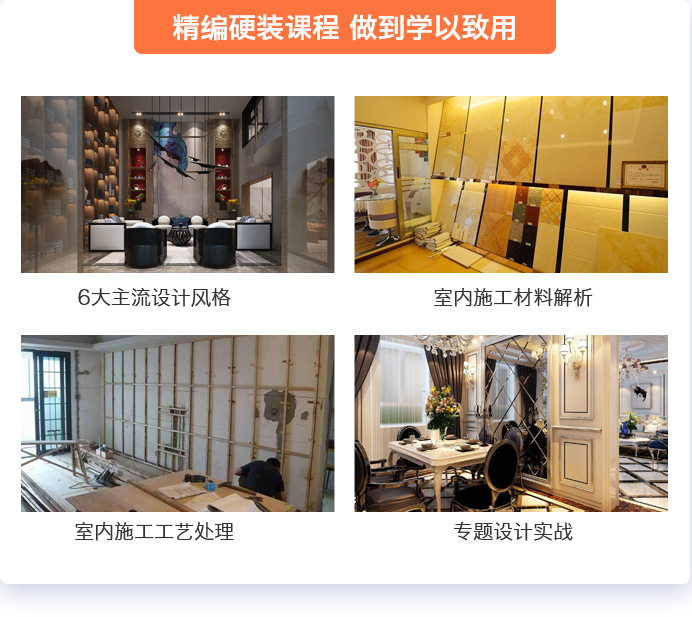 精编硬装课程 做到学以致用
6大主流设计风格
室内施工材料解析
室内施工工艺处理
专题设计实战